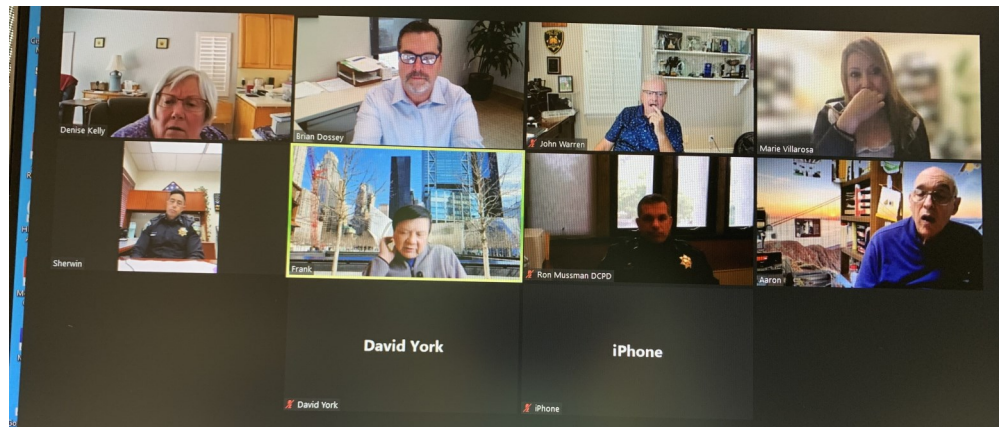 Denise Kelly
Brian Dossey
John Warren
Marie Villarosa
Sherwin
Frank
Ron Mussman DCPD
Aaron
David York
iPhone
David York
iPhone